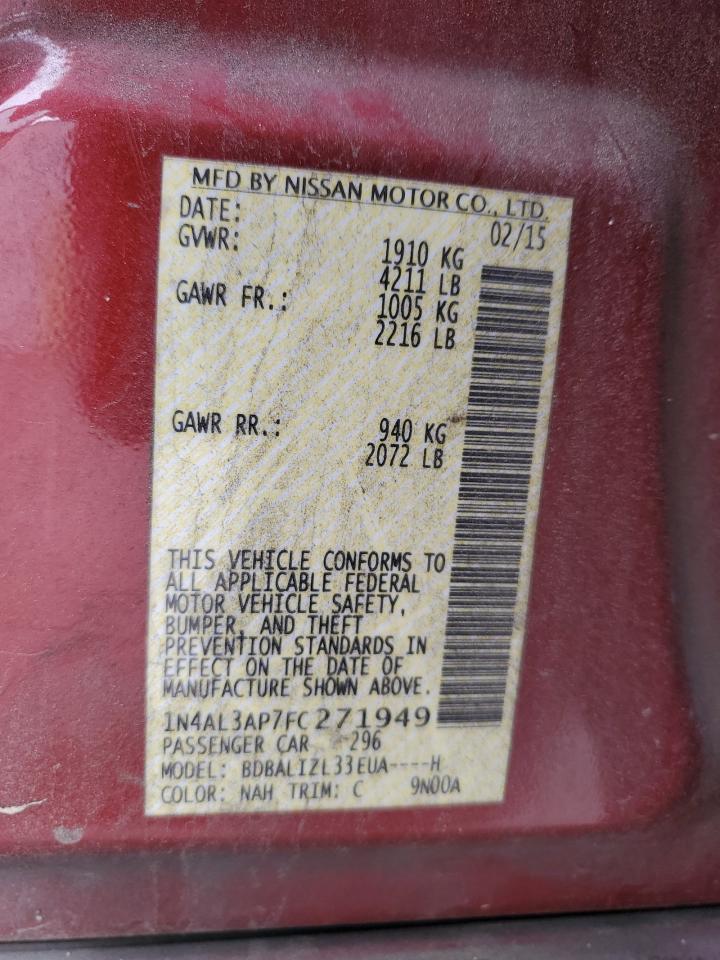 MFD BY NISSAN MOTOR CO., LTD.
DATE: 02/15
GVWR: 1910 KG
4211 LB
GAWR FR.: 1005 KG
2216 LB
GAWR RR.: 940 KG
2072 LB
THIS VEHICLE CONFORMS TO
ALL APPLICABLE FEDERAL
MOTOR VEHICLE SAFETY,
BUMPER, AND THEFT
PREVENTION STANDARDS IN
EFFECT ON THE DATE OF
MANUFACTURE SHOWN ABOVE.
1N4AL3AP7FC271949
PASSENGER CAR 296
MODEL: BDBALIZL33EUA----H
COLOR: NAH TRIM: C 9N00A